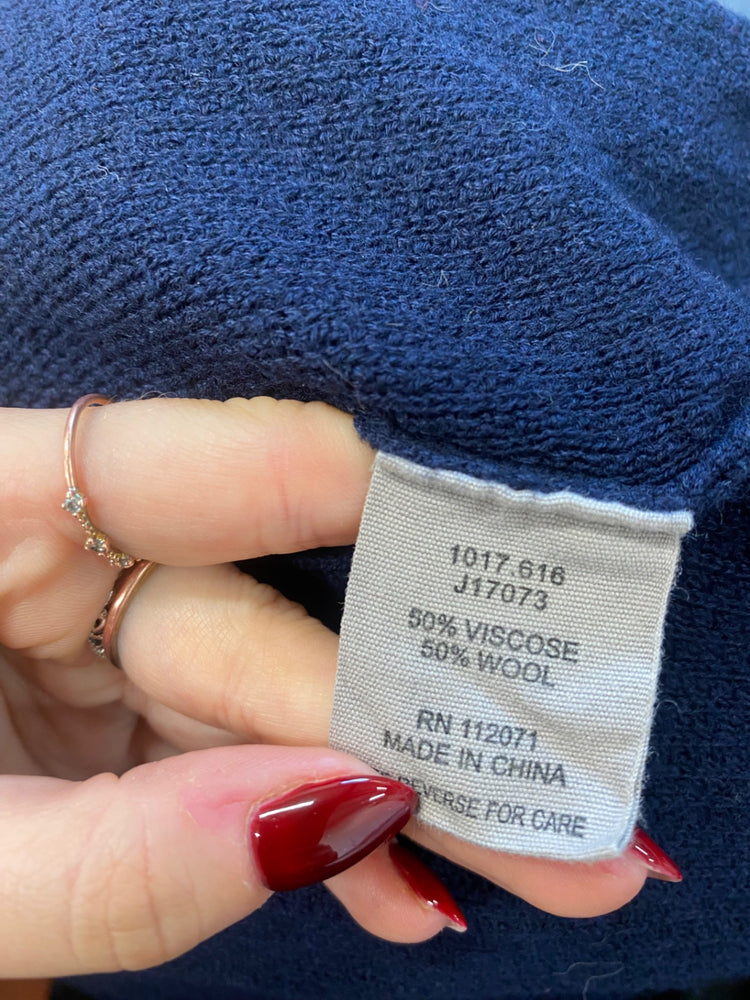 1017.616
J17073
50% VISCOSE
50% WOOL
RN 112071
MADE IN CHINA
REVERSE FOR CARE